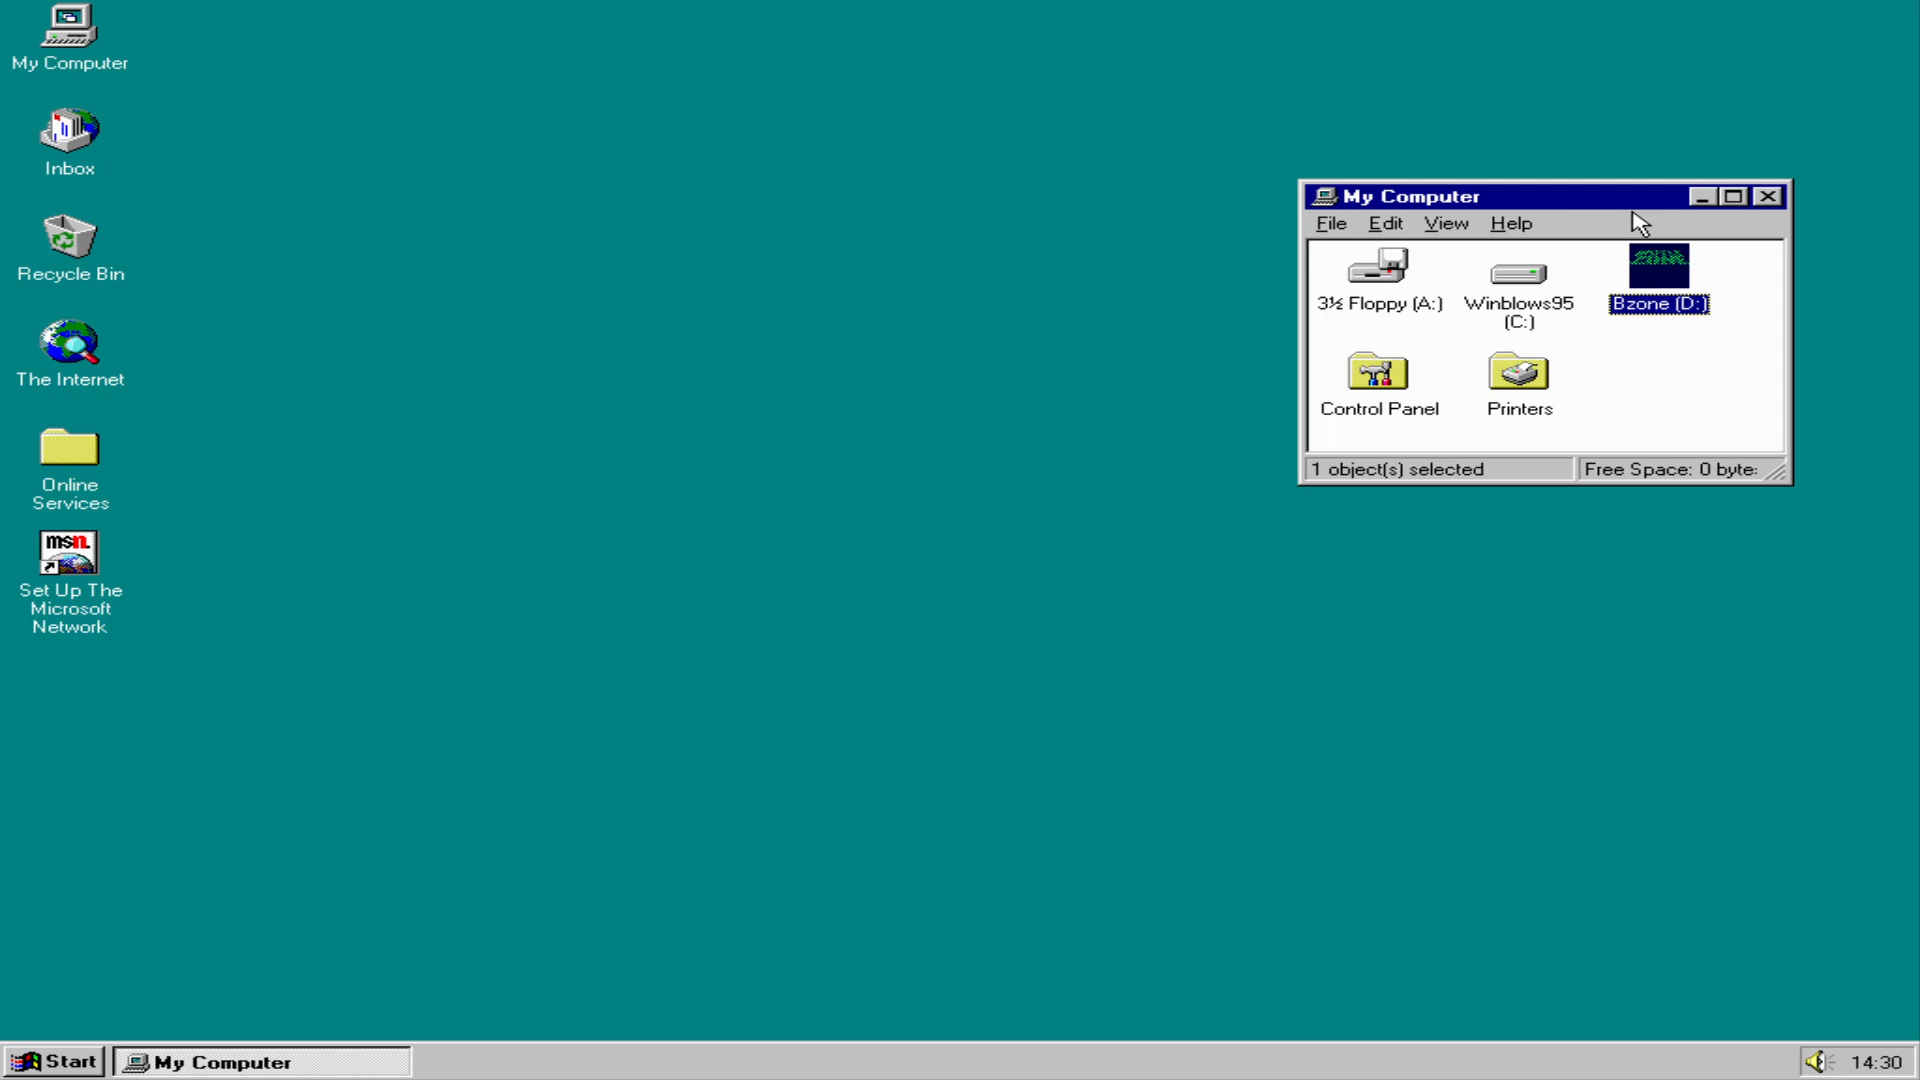 My Computer
Inbox
Recycle Bin
The Internet
Online
Services
msn.
Set Up The
Microsoft
Network
My Computer
File Edit View Help
3½ Floppy (A:)
Winblows95
(C:)
Bzone (D:)
Control Panel
Printers
1 object(s) selected
Free Space: 0 byte:
Start
My Computer
14:30